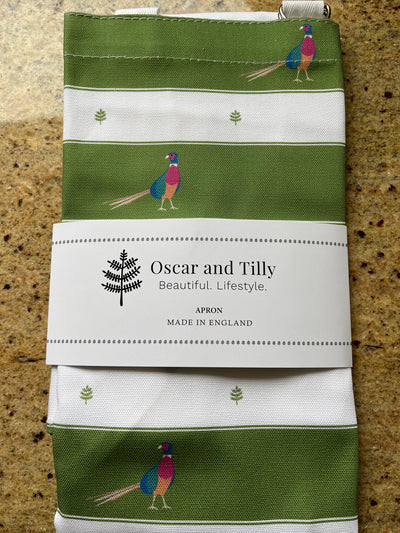 Oscar and Tilly
Beautiful. Lifestyle.
APRON
MADE IN ENGLAND